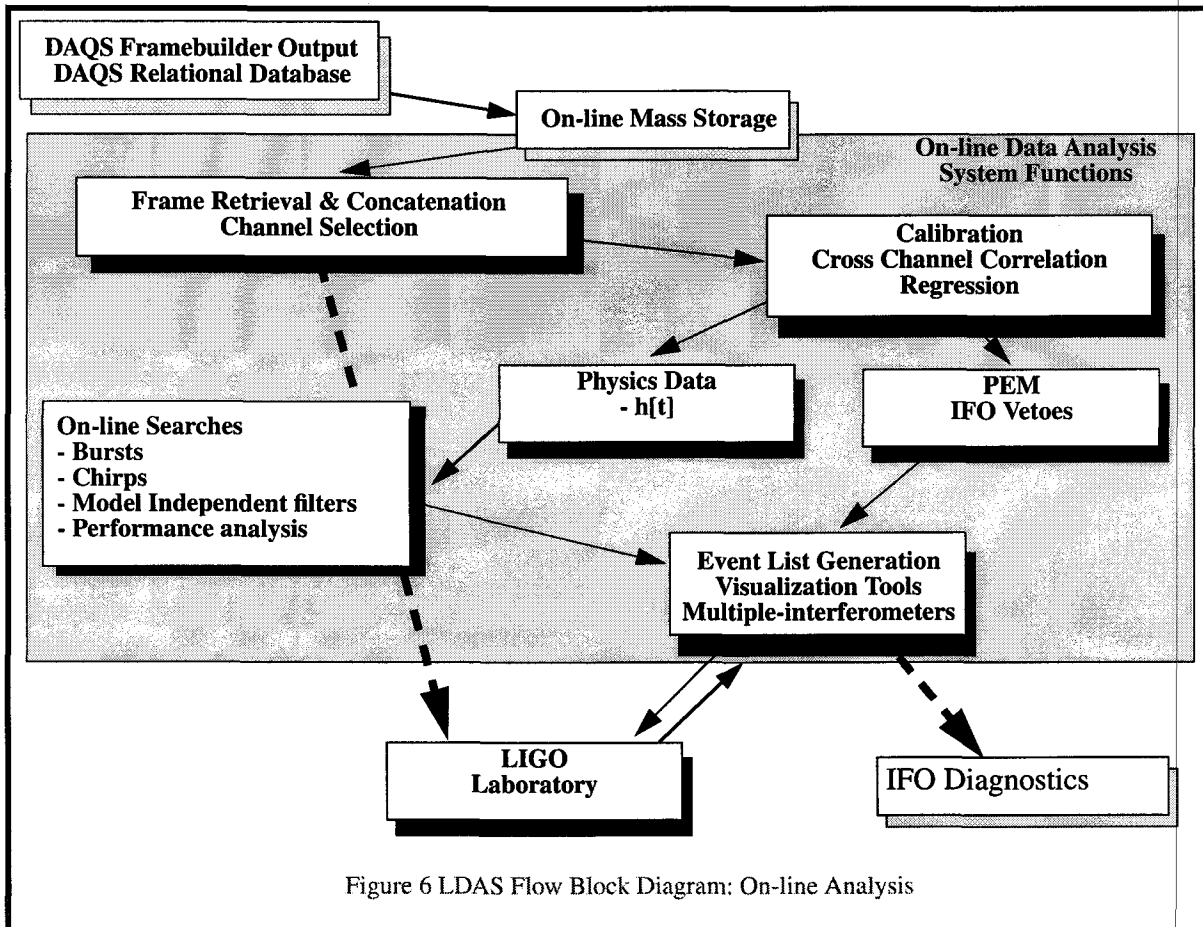 DAQS Framebuilder Output
DAQS Relational Database
On-line Mass Storage
On-line Data Analysis
System Functions
Frame Retrieval & Concatenation
Channel Selection
Calibration
Cross Channel Correlation
Regression
Physics Data
- h[t]
PEM
IFO Vetoes
On-line Searches
- Bursts
- Chirps
- Model Independent filters
- Performance analysis
Event List Generation
Visualization Tools
Multiple-interferometers
LIGO
Laboratory
IFO Diagnostics
Figure 6 LDAS Flow Block Diagram: On-line Analysis